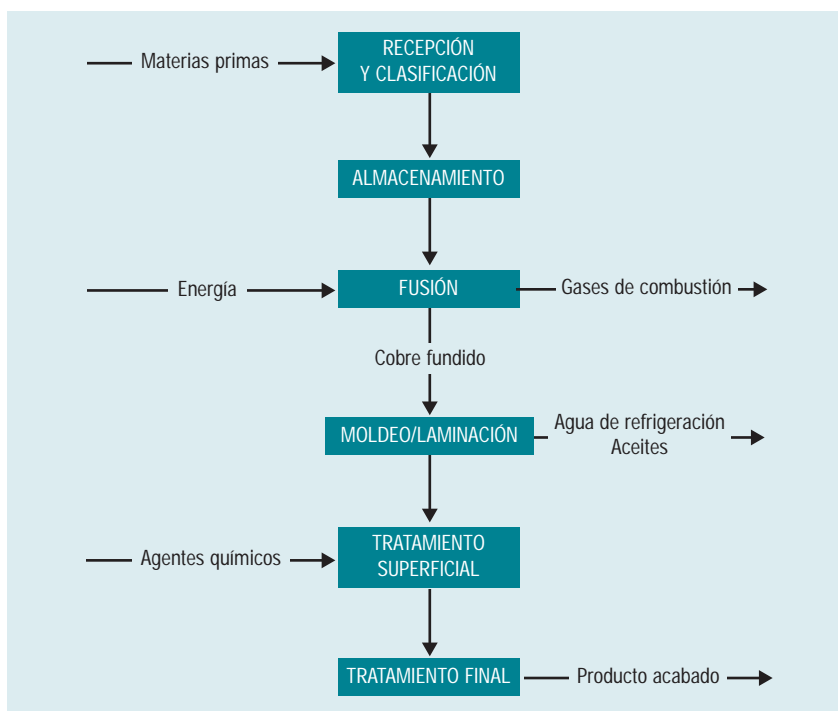 Materias primas
RECEPCIÓN
Y CLASIFICACIÓN
ALMACENAMIENTO
Energía
FUSIÓN
Gases de combustión
Cobre fundido
MOLDEO/LAMINACIÓN
Agua de refrigeración
Aceites
Agentes químicos
TRATAMIENTO
SUPERFICIAL
TRATAMIENTO FINAL
Producto acabado